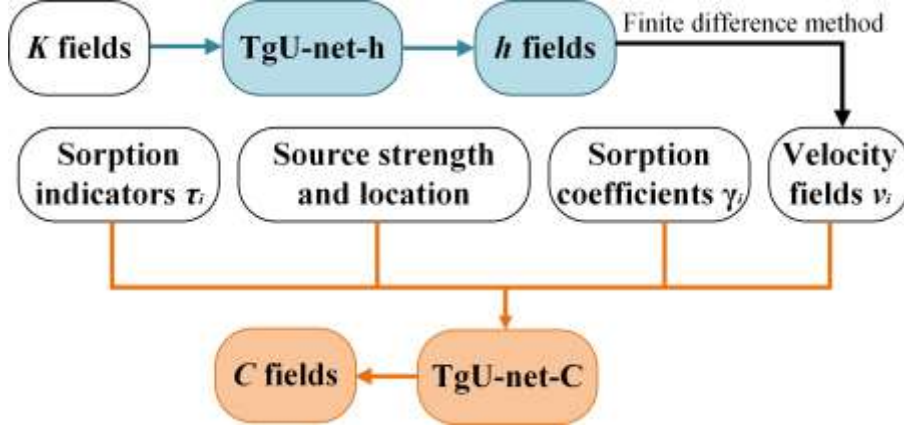 K fields
TgU-net-h
h fields
Finite difference method
Sorption
indicators τᵢ
Source strength
and location
Sorption
coefficients γᵢ
Velocity
fields vᵢ
C fields
TgU-net-C